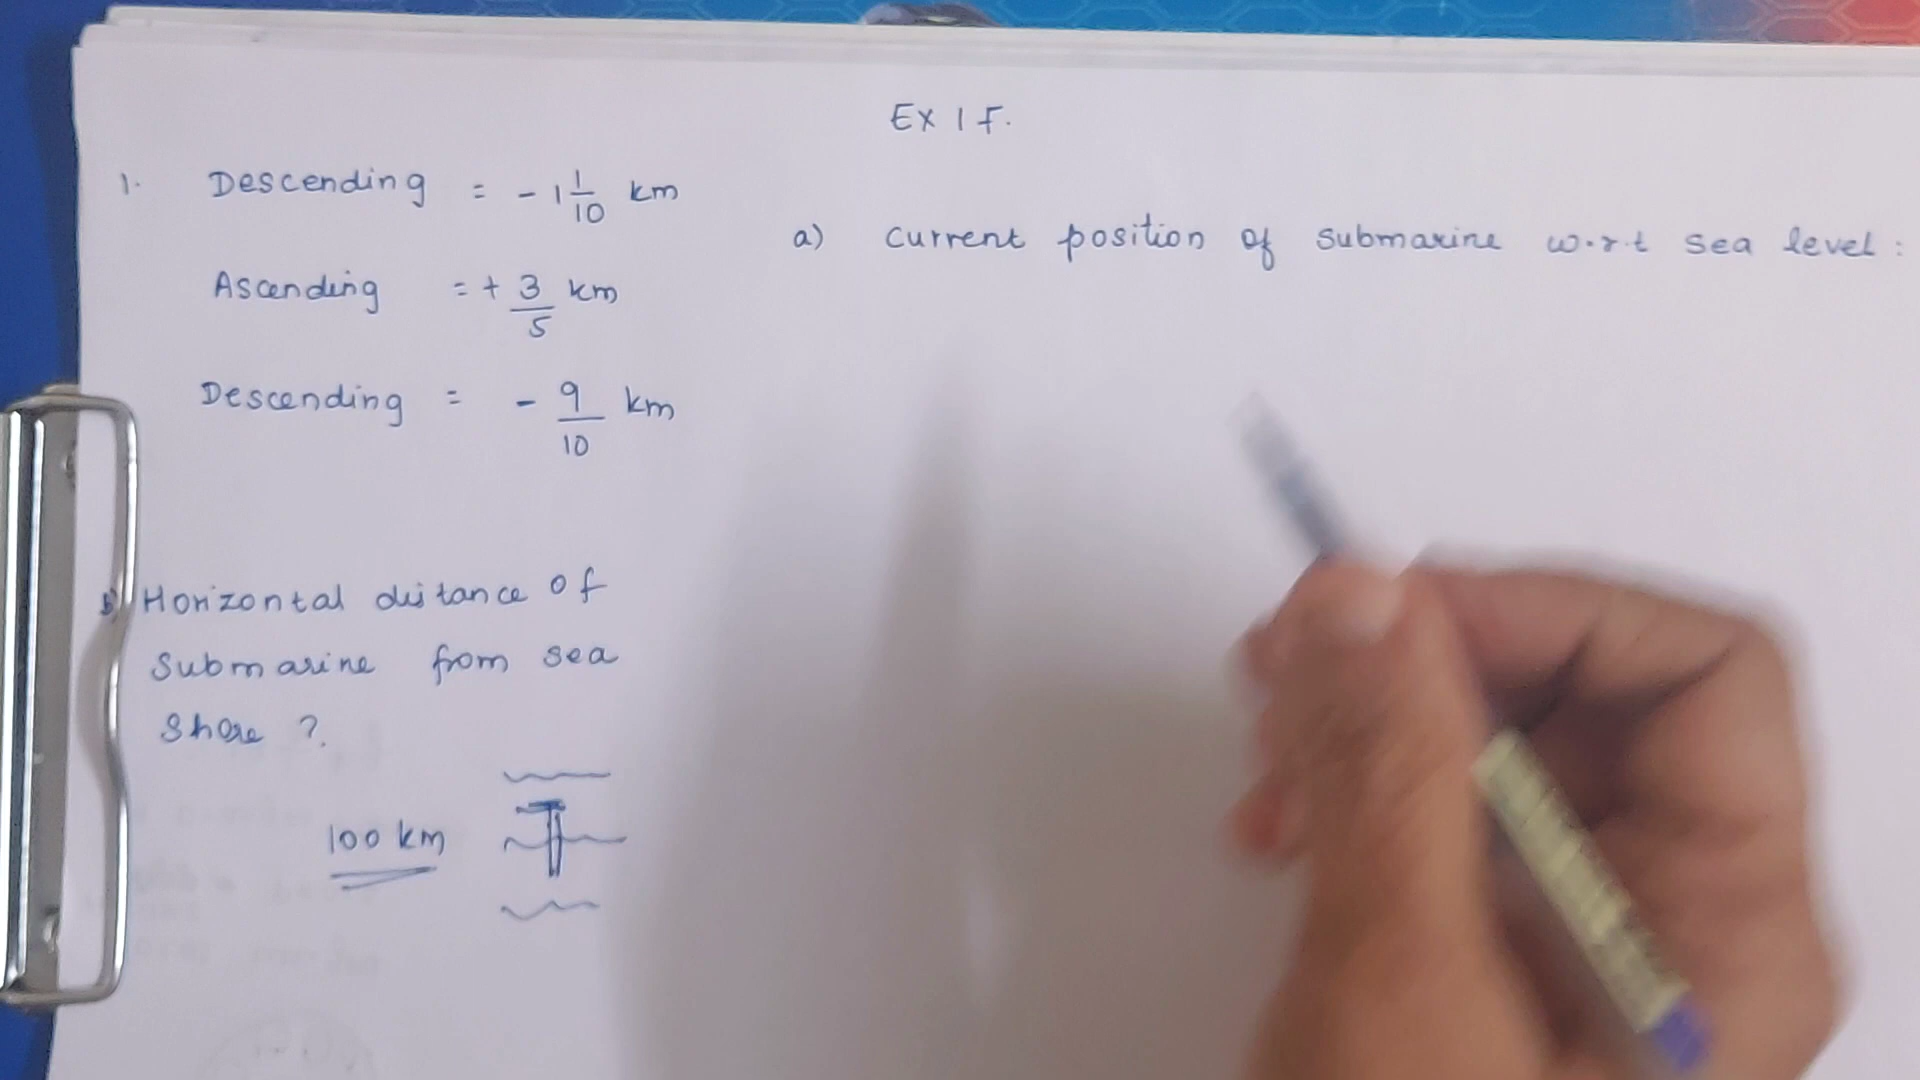 Ex 1 F.
1. Descending = - 1 1/10 km
Ascending = + 3/5 km
Descending = - 9/10 km
a) current position of submarine w.r.t sea level :
b) Horizontal distance of
submarine from sea
Shore ?.
100 km